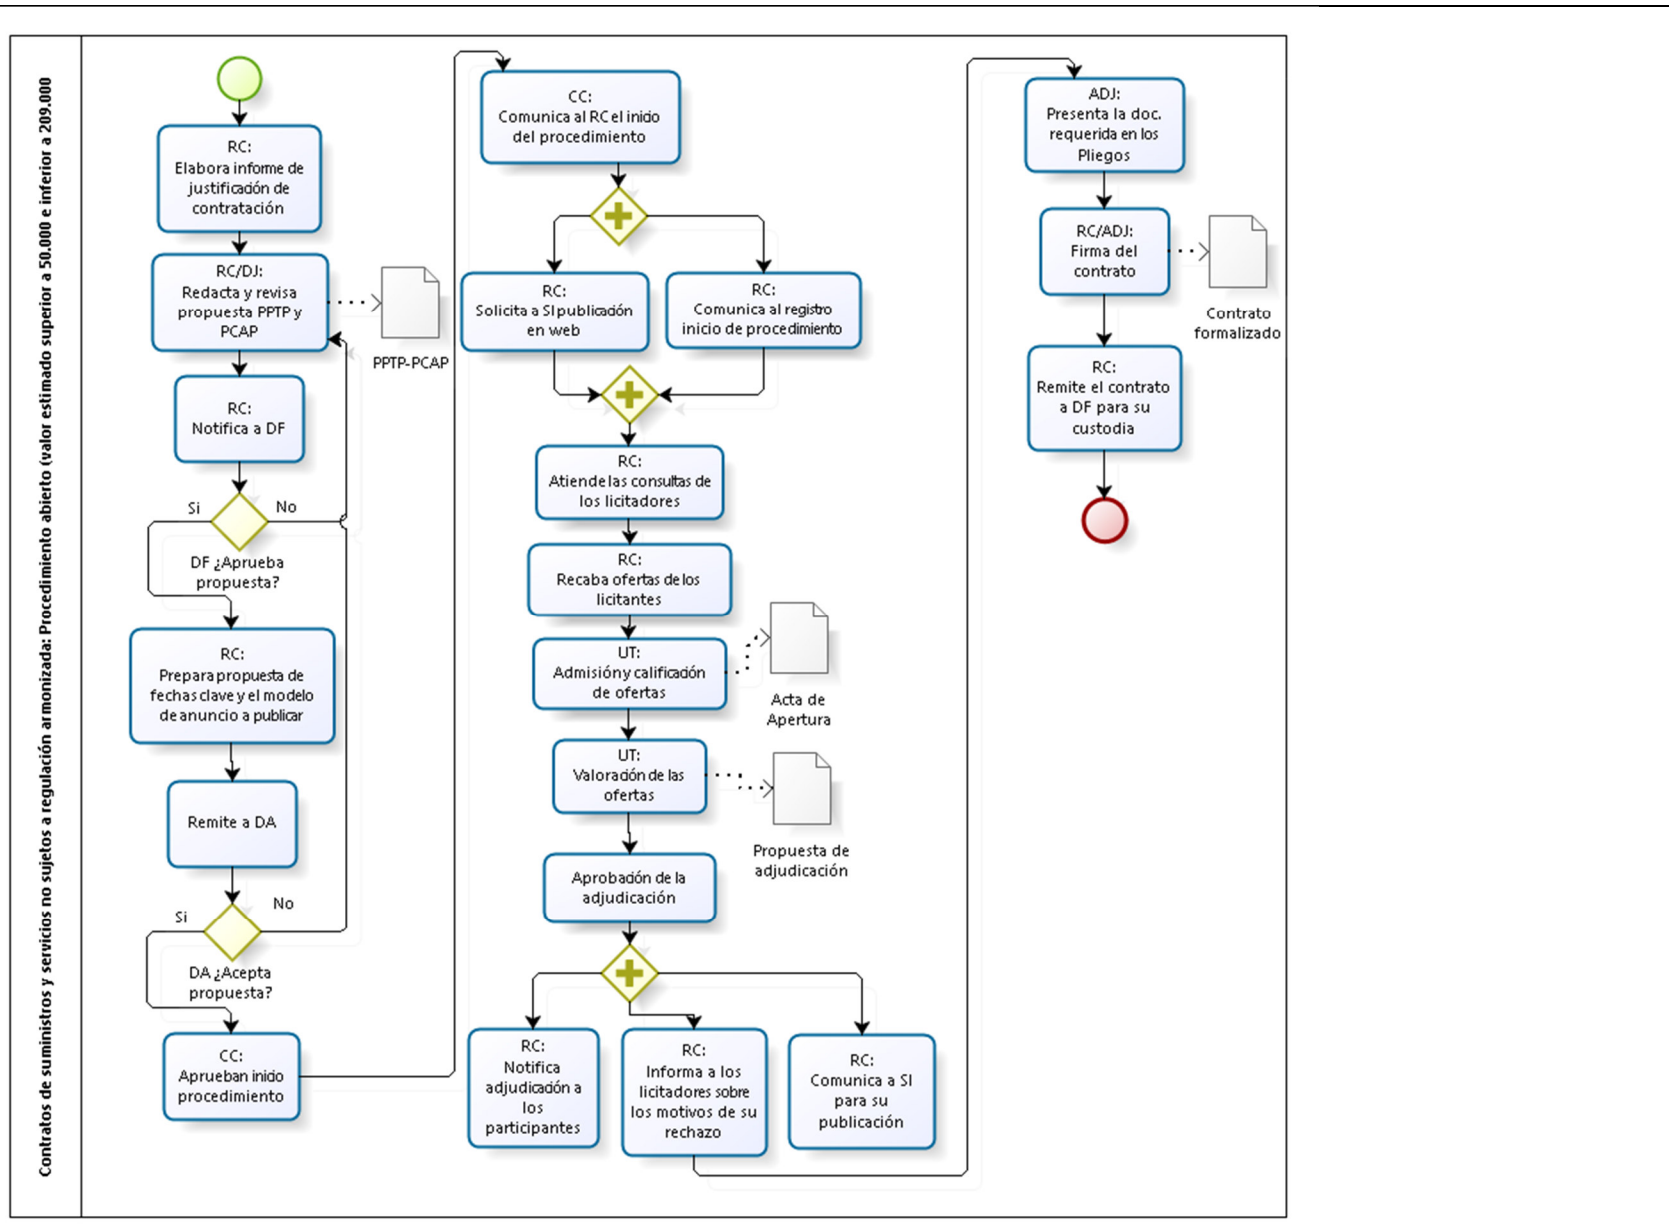 Contratos de suministros y servicios no sujetos a regulación armonizada: Procedimiento abierto (valor estimado superior a 50.000 e inferior a 209.000
RC:
Elabora informe de
justificación de
contratación
RC/DJ:
Redacta y revisa
propuesta PPTP y
PCAP
PPTP-PCAP
RC:
Notifica a DF
Si
No
DF ¿Aprueba
propuesta?
RC:
Prepara propuesta de
fechas clave y el modelo
de anuncio a publicar
Remite a DA
Si
No
DA ¿Acepta
propuesta?
CC:
Aprueban inicio
procedimiento
CC:
Comunica al RC el inicio
del procedimiento
RC:
Solicita a SI publicación
en web
RC:
Comunica al registro
inicio de procedimiento
RC:
Atiende las consultas de
los licitadores
RC:
Recaba ofertas de los
licitantes
UT:
Admisión y calificación
de ofertas
Acta de
Apertura
UT:
Valoración de las
ofertas
Propuesta de
adjudicación
Aprobación de la
adjudicación
RC:
Notifica
adjudicación a
los
participantes
RC:
Informa a los
licitadores sobre
los motivos de su
rechazo
RC:
Comunica a SI
para su
publicación
ADJ:
Presenta la doc.
requerida en los
Pliegos
RC/ADJ:
Firma del
contrato
Contrato
formalizado
RC:
Remite el contrato
a DF para su
custodia